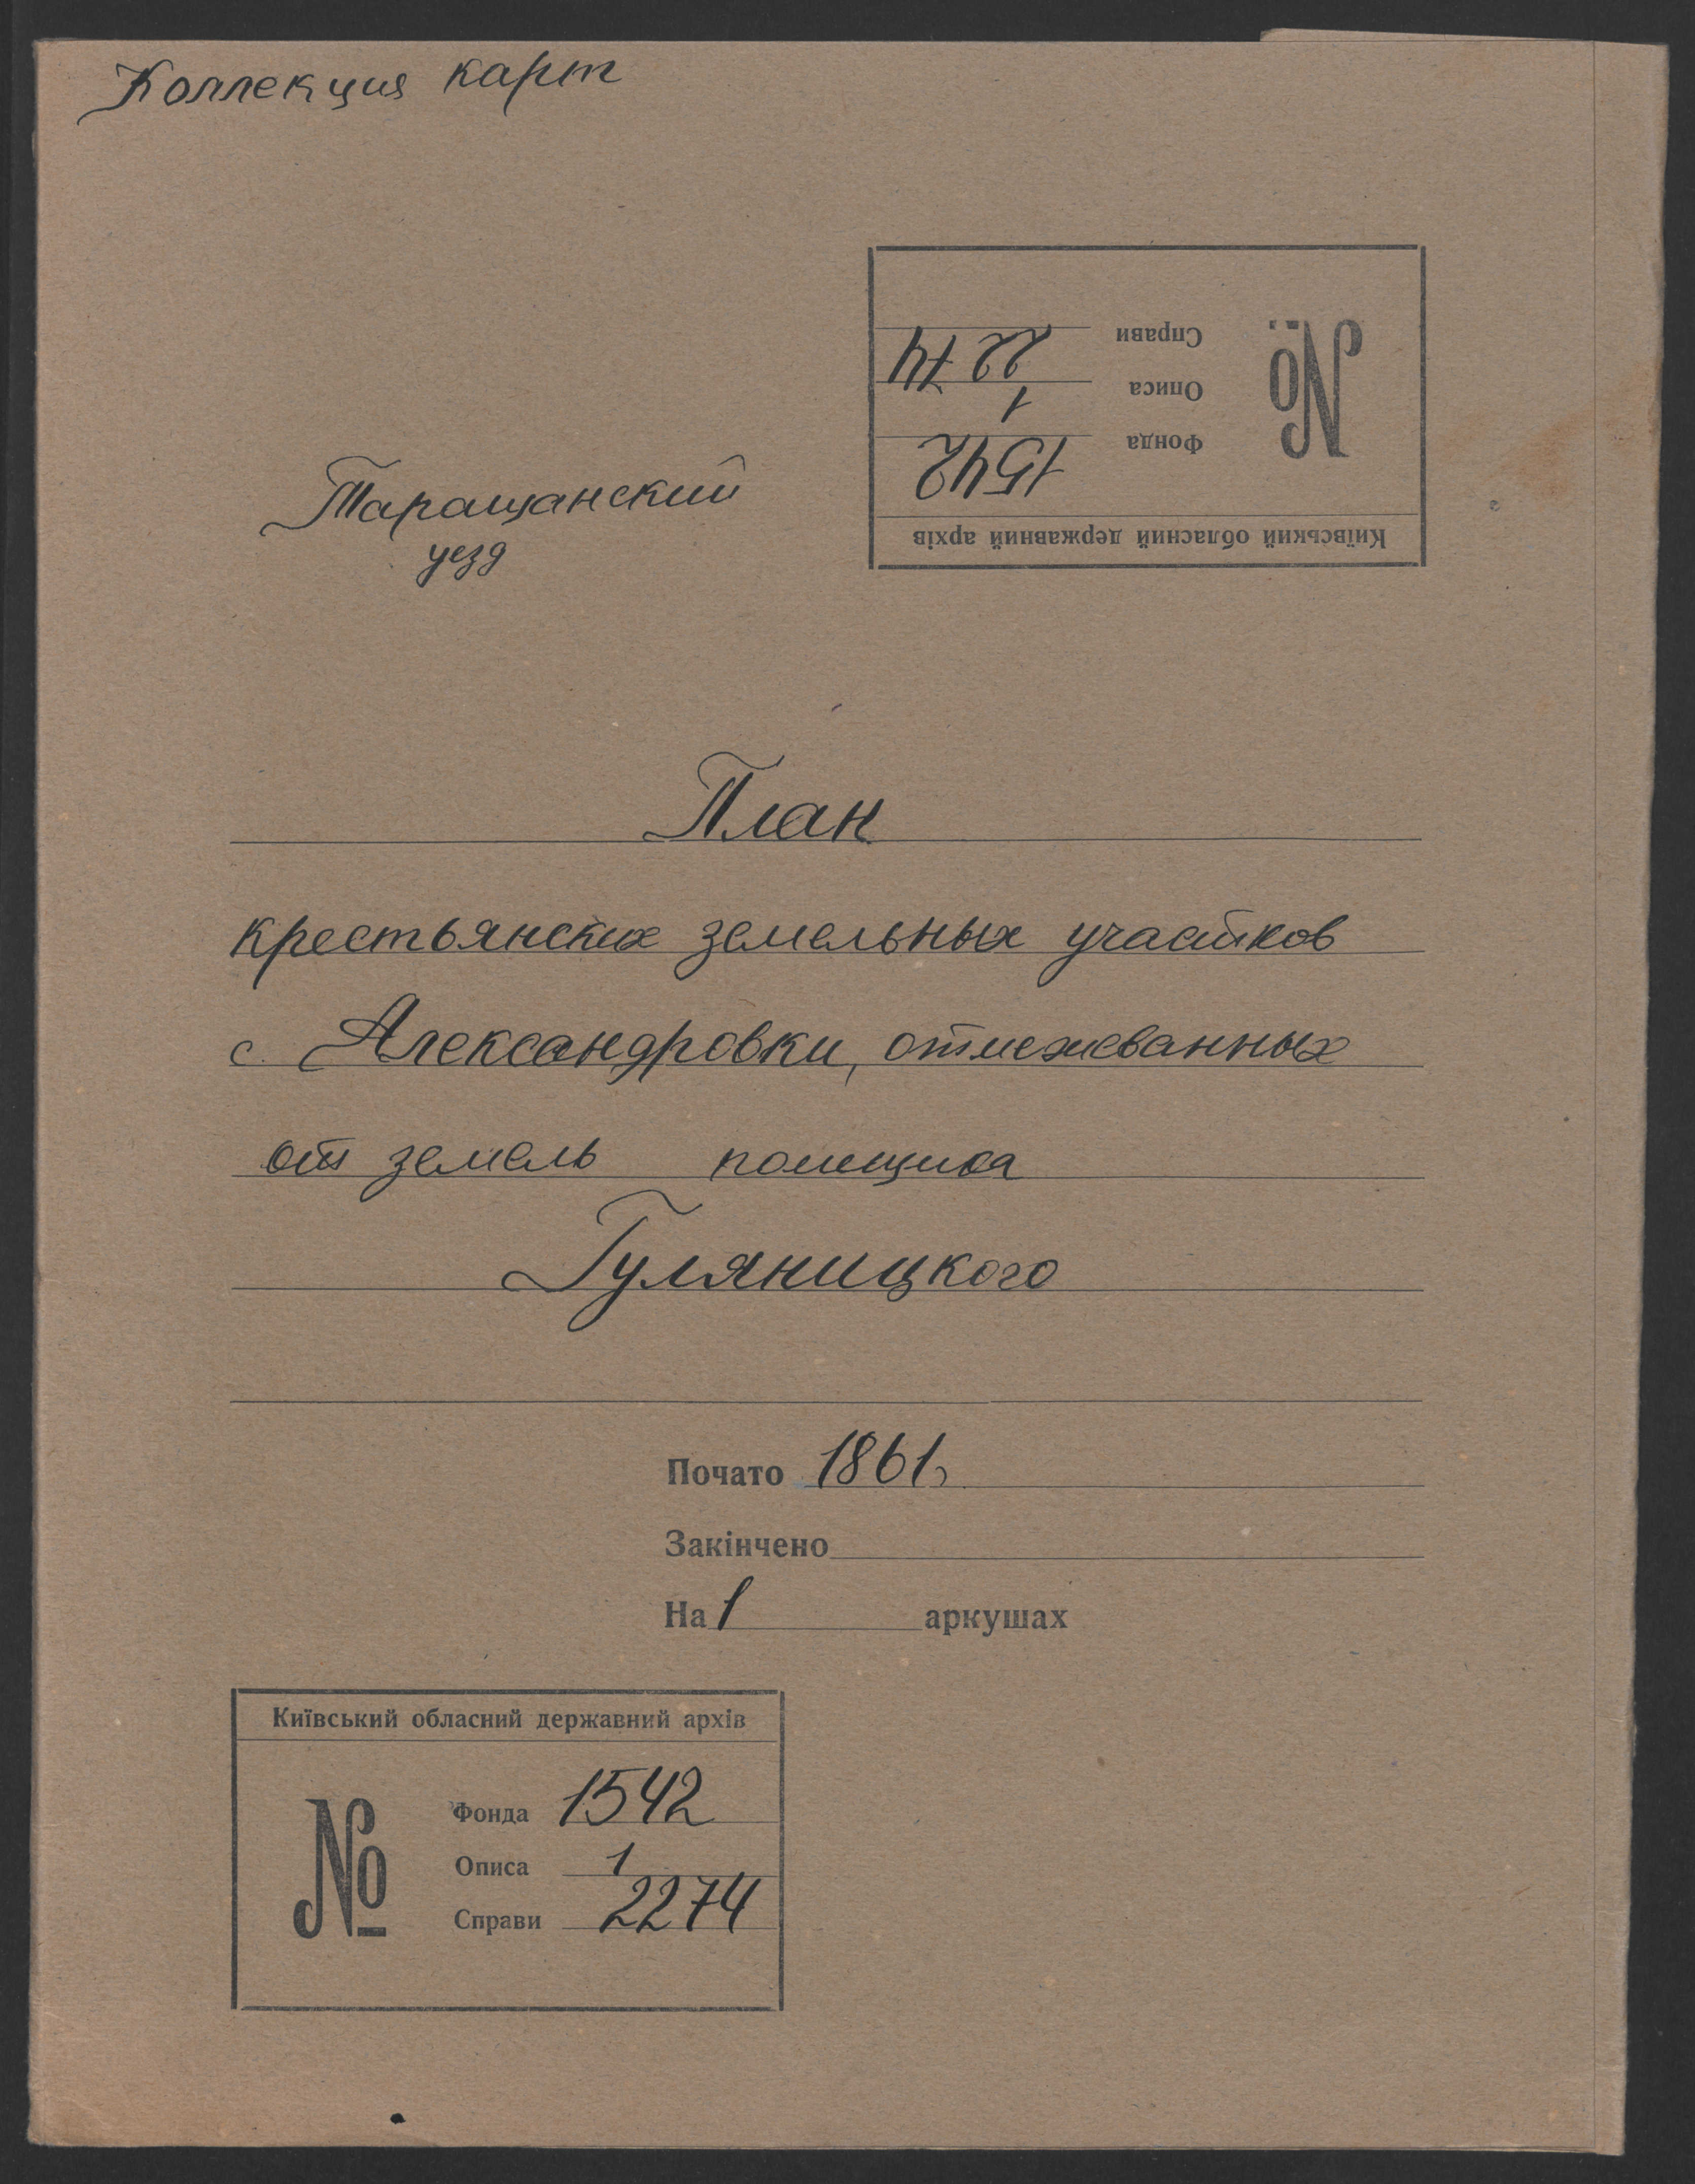 Коллекция карт
Київський обласний державний архів
№
Фонда 1542
Описа 1
Справи 2274
Таращанский
уезд
План
крестьянских земельных участков
с. Александровки, отмежеванных
от земель помещика
Гуляницкого
Почато 1861г
Закінчено
На 1 аркушах
Київський обласний державний архів
№
Фонда 1542
Описа 1
Справи 2274